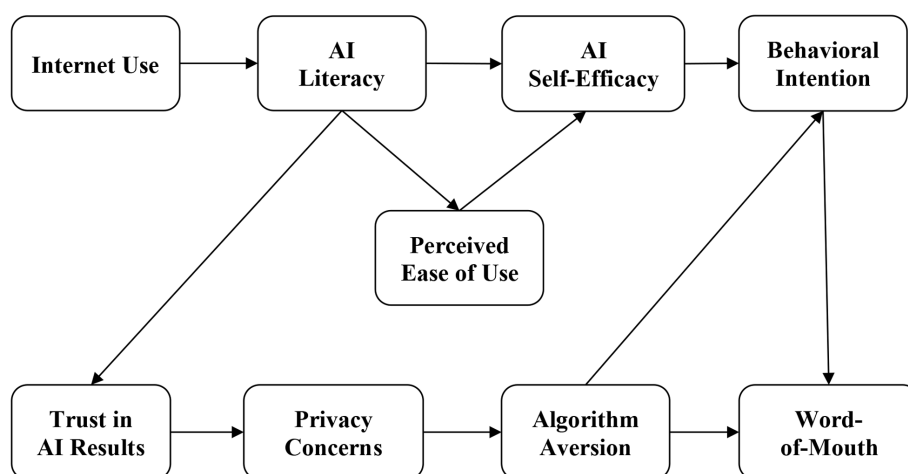 Internet Use
AI
Literacy
AI
Self-Efficacy
Behavioral
Intention
Perceived
Ease of Use
Trust in
AI Results
Privacy
Concerns
Algorithm
Aversion
Word-
of-Mouth